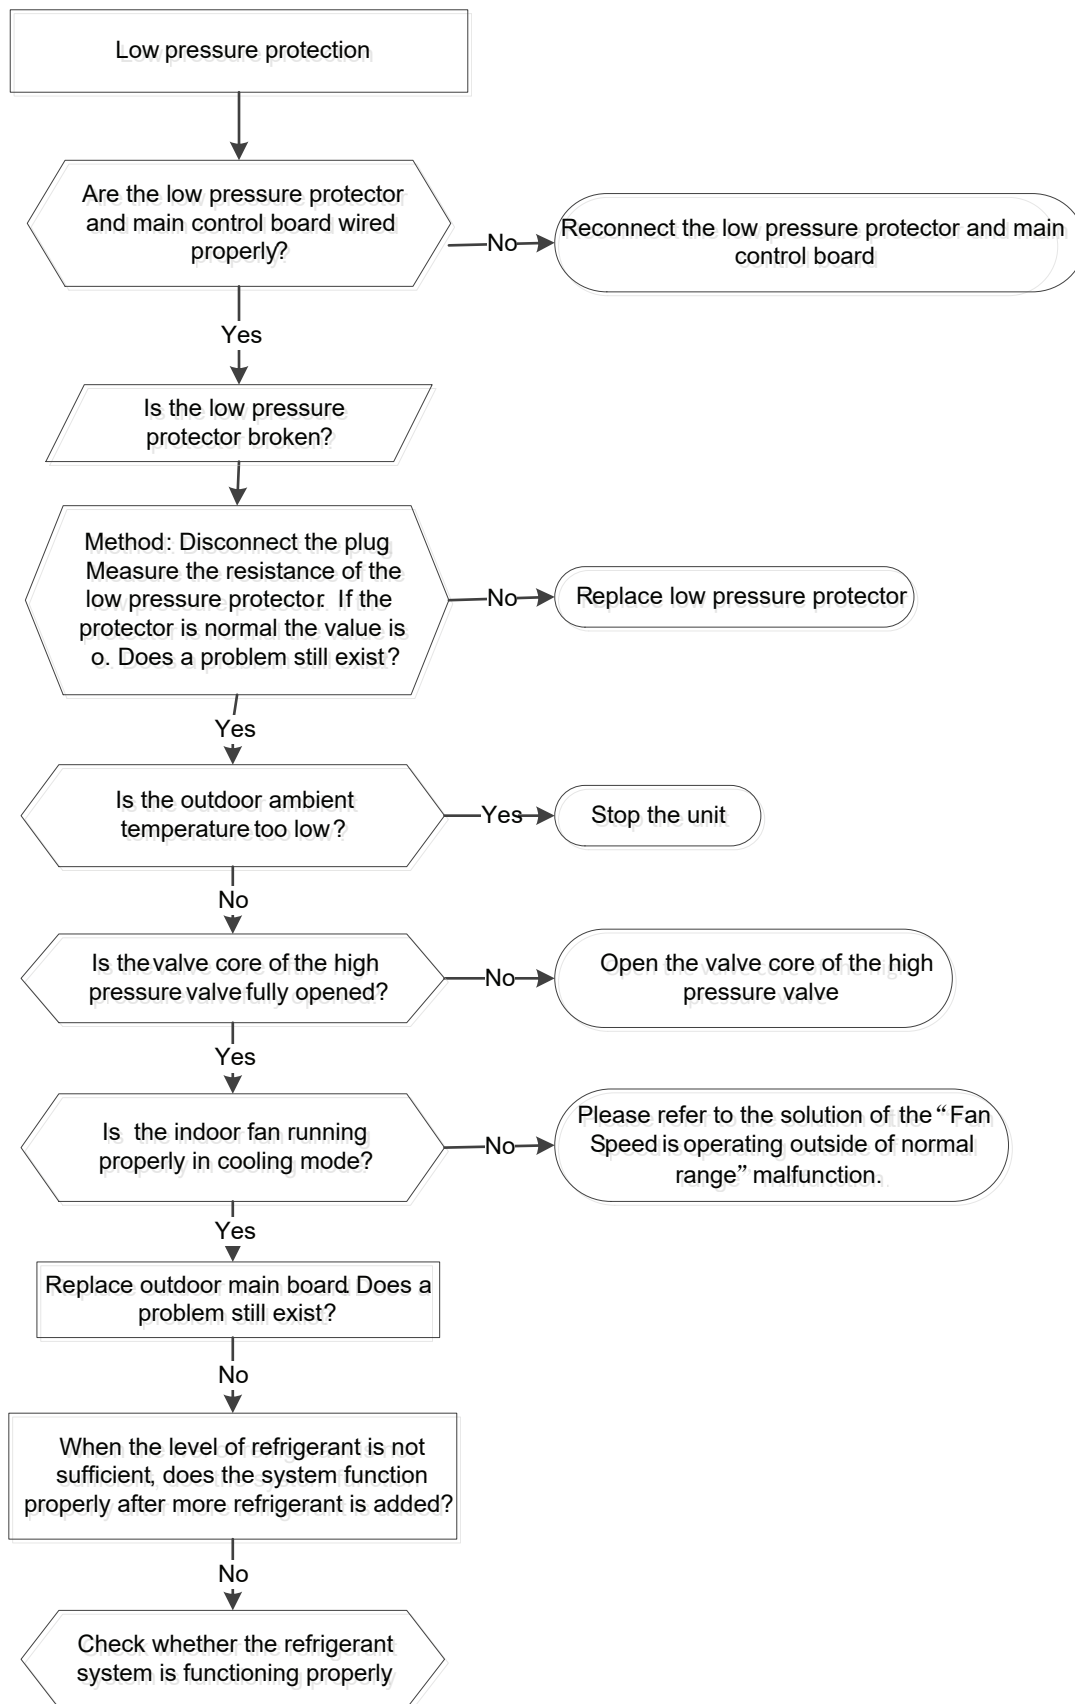 Low pressure protection
Are the low pressure protector
and main control board wired
properly?
No
Reconnect the low pressure protector and main
control board
Yes
Is the low pressure
protector broken?
Method: Disconnect the plug
Measure the resistance of the
low pressure protector. If the
protector is normal the value is
o. Does a problem still exist?
No
Replace low pressure protector
Yes
Is the outdoor ambient
temperature too low?
Yes
Stop the unit
No
Is the valve core of the high
pressure valve fully opened?
No
Open the valve core of the high
pressure valve
Yes
Is the indoor fan running
properly in cooling mode?
No
Please refer to the solution of the “Fan
Speed is operating outside of normal
range” malfunction.
Yes
Replace outdoor main board. Does a
problem still exist?
No
When the level of refrigerant is not
sufficient, does the system function
properly after more refrigerant is added?
No
Check whether the refrigerant
system is functioning properly